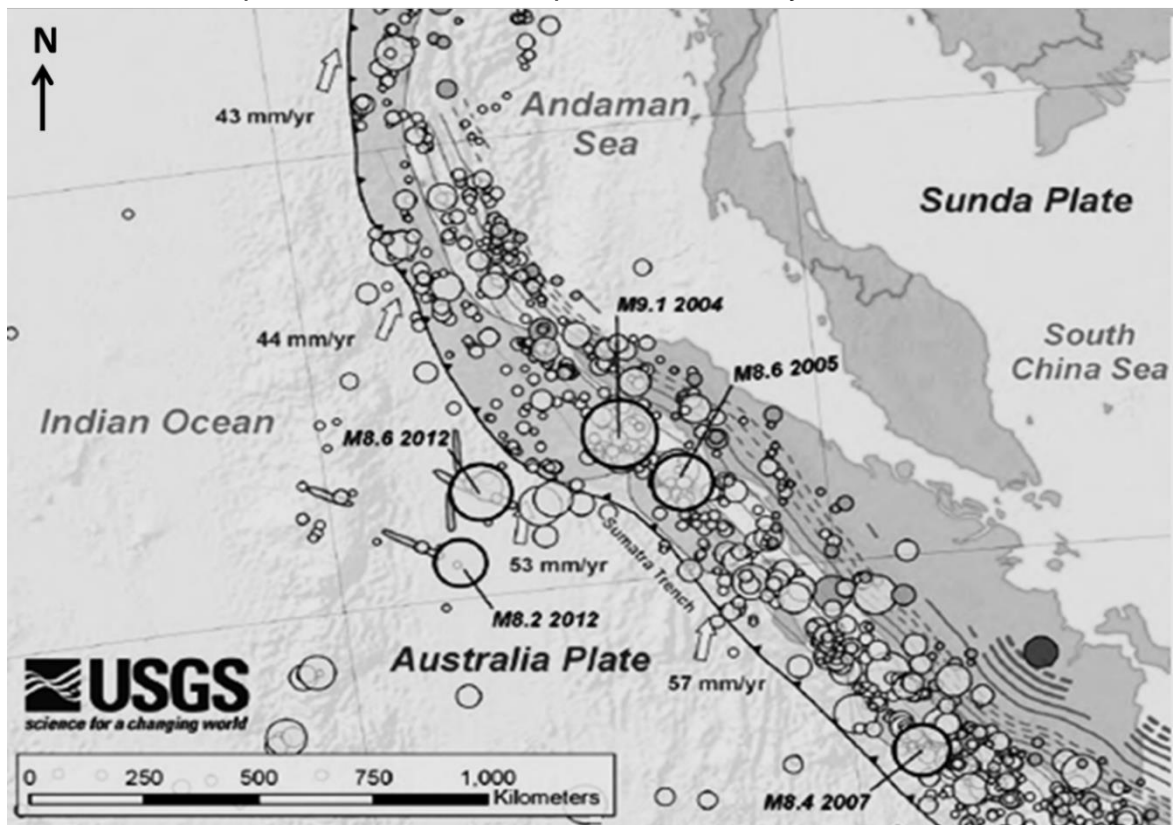 N
43 mm/yr
Andaman
Sea
Sunda Plate
M9.1 2004
44 mm/yr
South
China Sea
M8.6 2005
Indian Ocean
M8.6 2012
53 mm/yr
Sumatra Trench
M8.2 2012
Australia Plate
57 mm/yr
USGS
science for a changing world
0 250 500 750 1,000
Kilometers
M8.4 2007